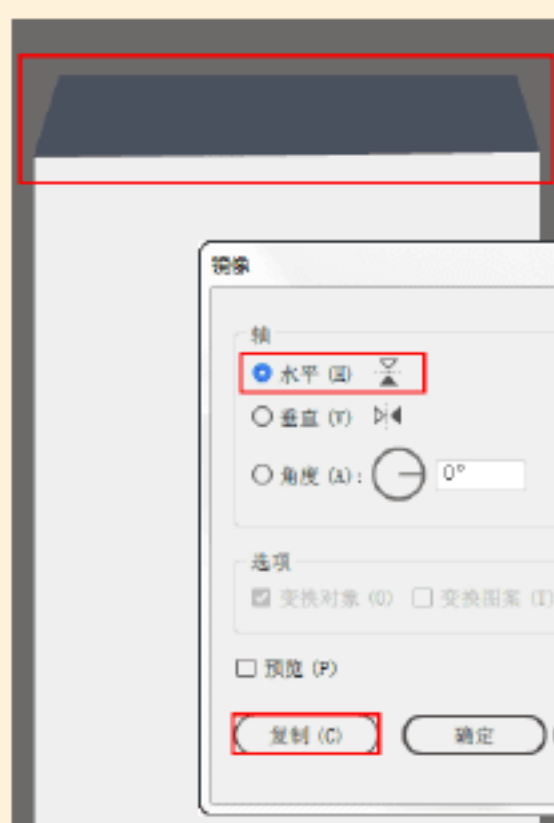 镜像
轴
水平 (H)
垂直 (V)
角度 (A): 0°
选项
变换对象 (O) 变换图案 (T)
预览 (P)
复制 (C) 确定